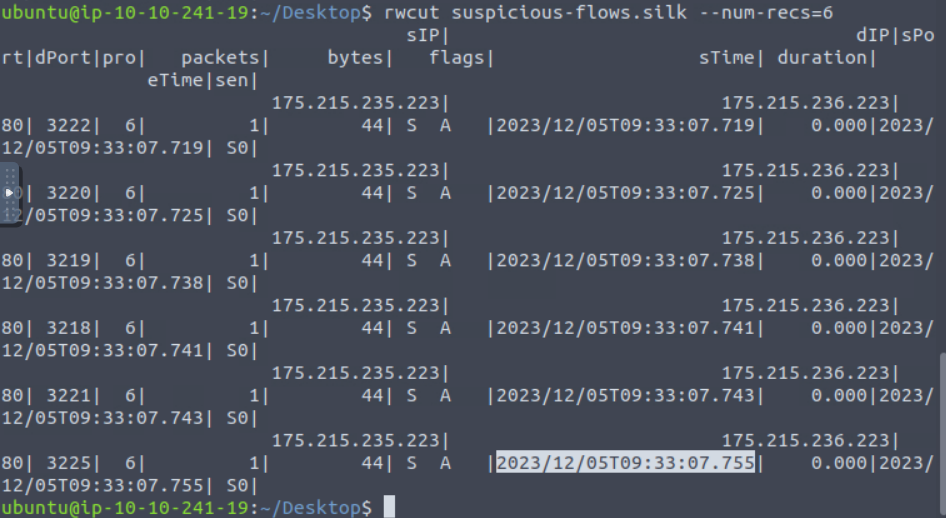 ubuntu@ip-10-10-241-19:~/Desktop$ rwcut suspicious-flows.silk --num-recs=6
sIP| dIP|sPo
rt|dPort|pro| packets| bytes| flags| sTime| duration|
eTime|sen|
175.215.235.223| 175.215.236.223|
80| 3222| 6| 1| 44| S A |2023/12/05T09:33:07.719| 0.000|2023/
12/05T09:33:07.719| S0|
175.215.235.223| 175.215.236.223|
0| 3220| 6| 1| 44| S A |2023/12/05T09:33:07.725| 0.000|2023/
12/05T09:33:07.725| S0|
175.215.235.223| 175.215.236.223|
80| 3219| 6| 1| 44| S A |2023/12/05T09:33:07.738| 0.000|2023/
12/05T09:33:07.738| S0|
175.215.235.223| 175.215.236.223|
80| 3218| 6| 1| 44| S A |2023/12/05T09:33:07.741| 0.000|2023/
12/05T09:33:07.741| S0|
175.215.235.223| 175.215.236.223|
80| 3221| 6| 1| 44| S A |2023/12/05T09:33:07.743| 0.000|2023/
12/05T09:33:07.743| S0|
175.215.235.223| 175.215.236.223|
80| 3225| 6| 1| 44| S A |2023/12/05T09:33:07.755| 0.000|2023/
12/05T09:33:07.755| S0|
ubuntu@ip-10-10-241-19:~/Desktop$